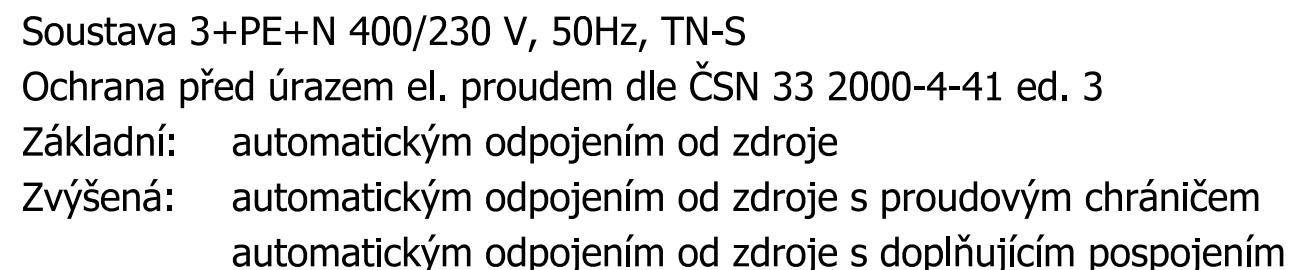 Soustava 3+PE+N 400/230 V, 50Hz, TN-S
Ochrana před úrazem el. proudem dle ČSN 33 2000-4-41 ed. 3
Základní: automatickým odpojením od zdroje
Zvýšená: automatickým odpojením od zdroje s proudovým chráničem
automatickým odpojením od zdroje s doplňujícím pospojením